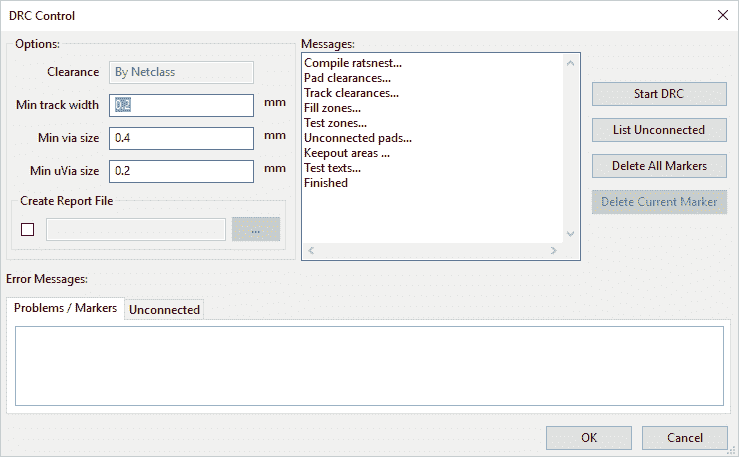 DRC Control
Options:
Clearance By Netclass
Min track width 0.2 mm
Min via size 0.4 mm
Min uVia size 0.2 mm
Create Report File
...
Messages:
Compile ratsnest...
Pad clearances...
Track clearances...
Fill zones...
Test zones...
Unconnected pads...
Keepout areas ...
Test texts...
Finished
Start DRC
List Unconnected
Delete All Markers
Delete Current Marker
Error Messages:
Problems / Markers Unconnected
OK Cancel